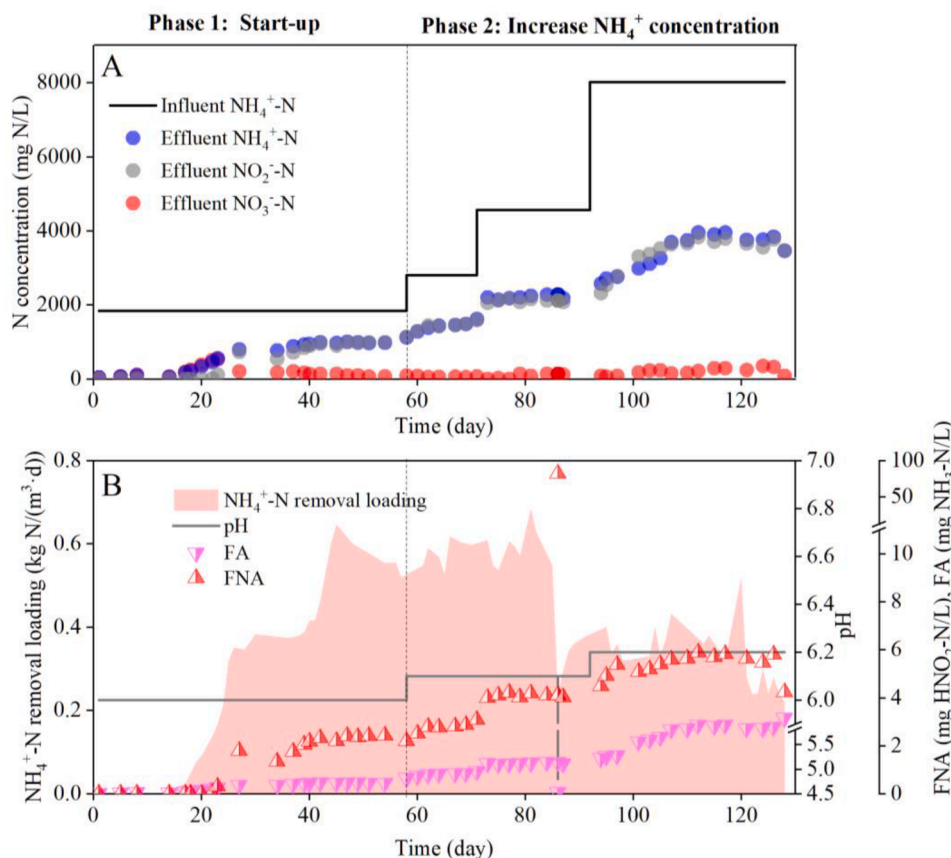 Phase 1: Start-up
Phase 2: Increase NH₄⁺ concentration
A
N concentration (mg N/L)
8000
6000
4000
2000
0
Influent NH₄⁺-N
Effluent NH₄⁺-N
Effluent NO₂⁻-N
Effluent NO₃⁻-N
0 20 40 60 80 100 120
Time (day)
B
NH₄⁺-N removal loading (kg N/(m³·d))
0.8
0.6
0.4
0.2
0.0
NH₄⁺-N removal loading
pH
FA
FNA
7.0
6.8
6.6
6.4
6.2
6.0
5.5
5.0
4.5
pH
100
50
10
8
6
4
2
0
FNA (mg HNO₂-N/L), FA (mg NH₃-N/L)
0 20 40 60 80 100 120
Time (day)